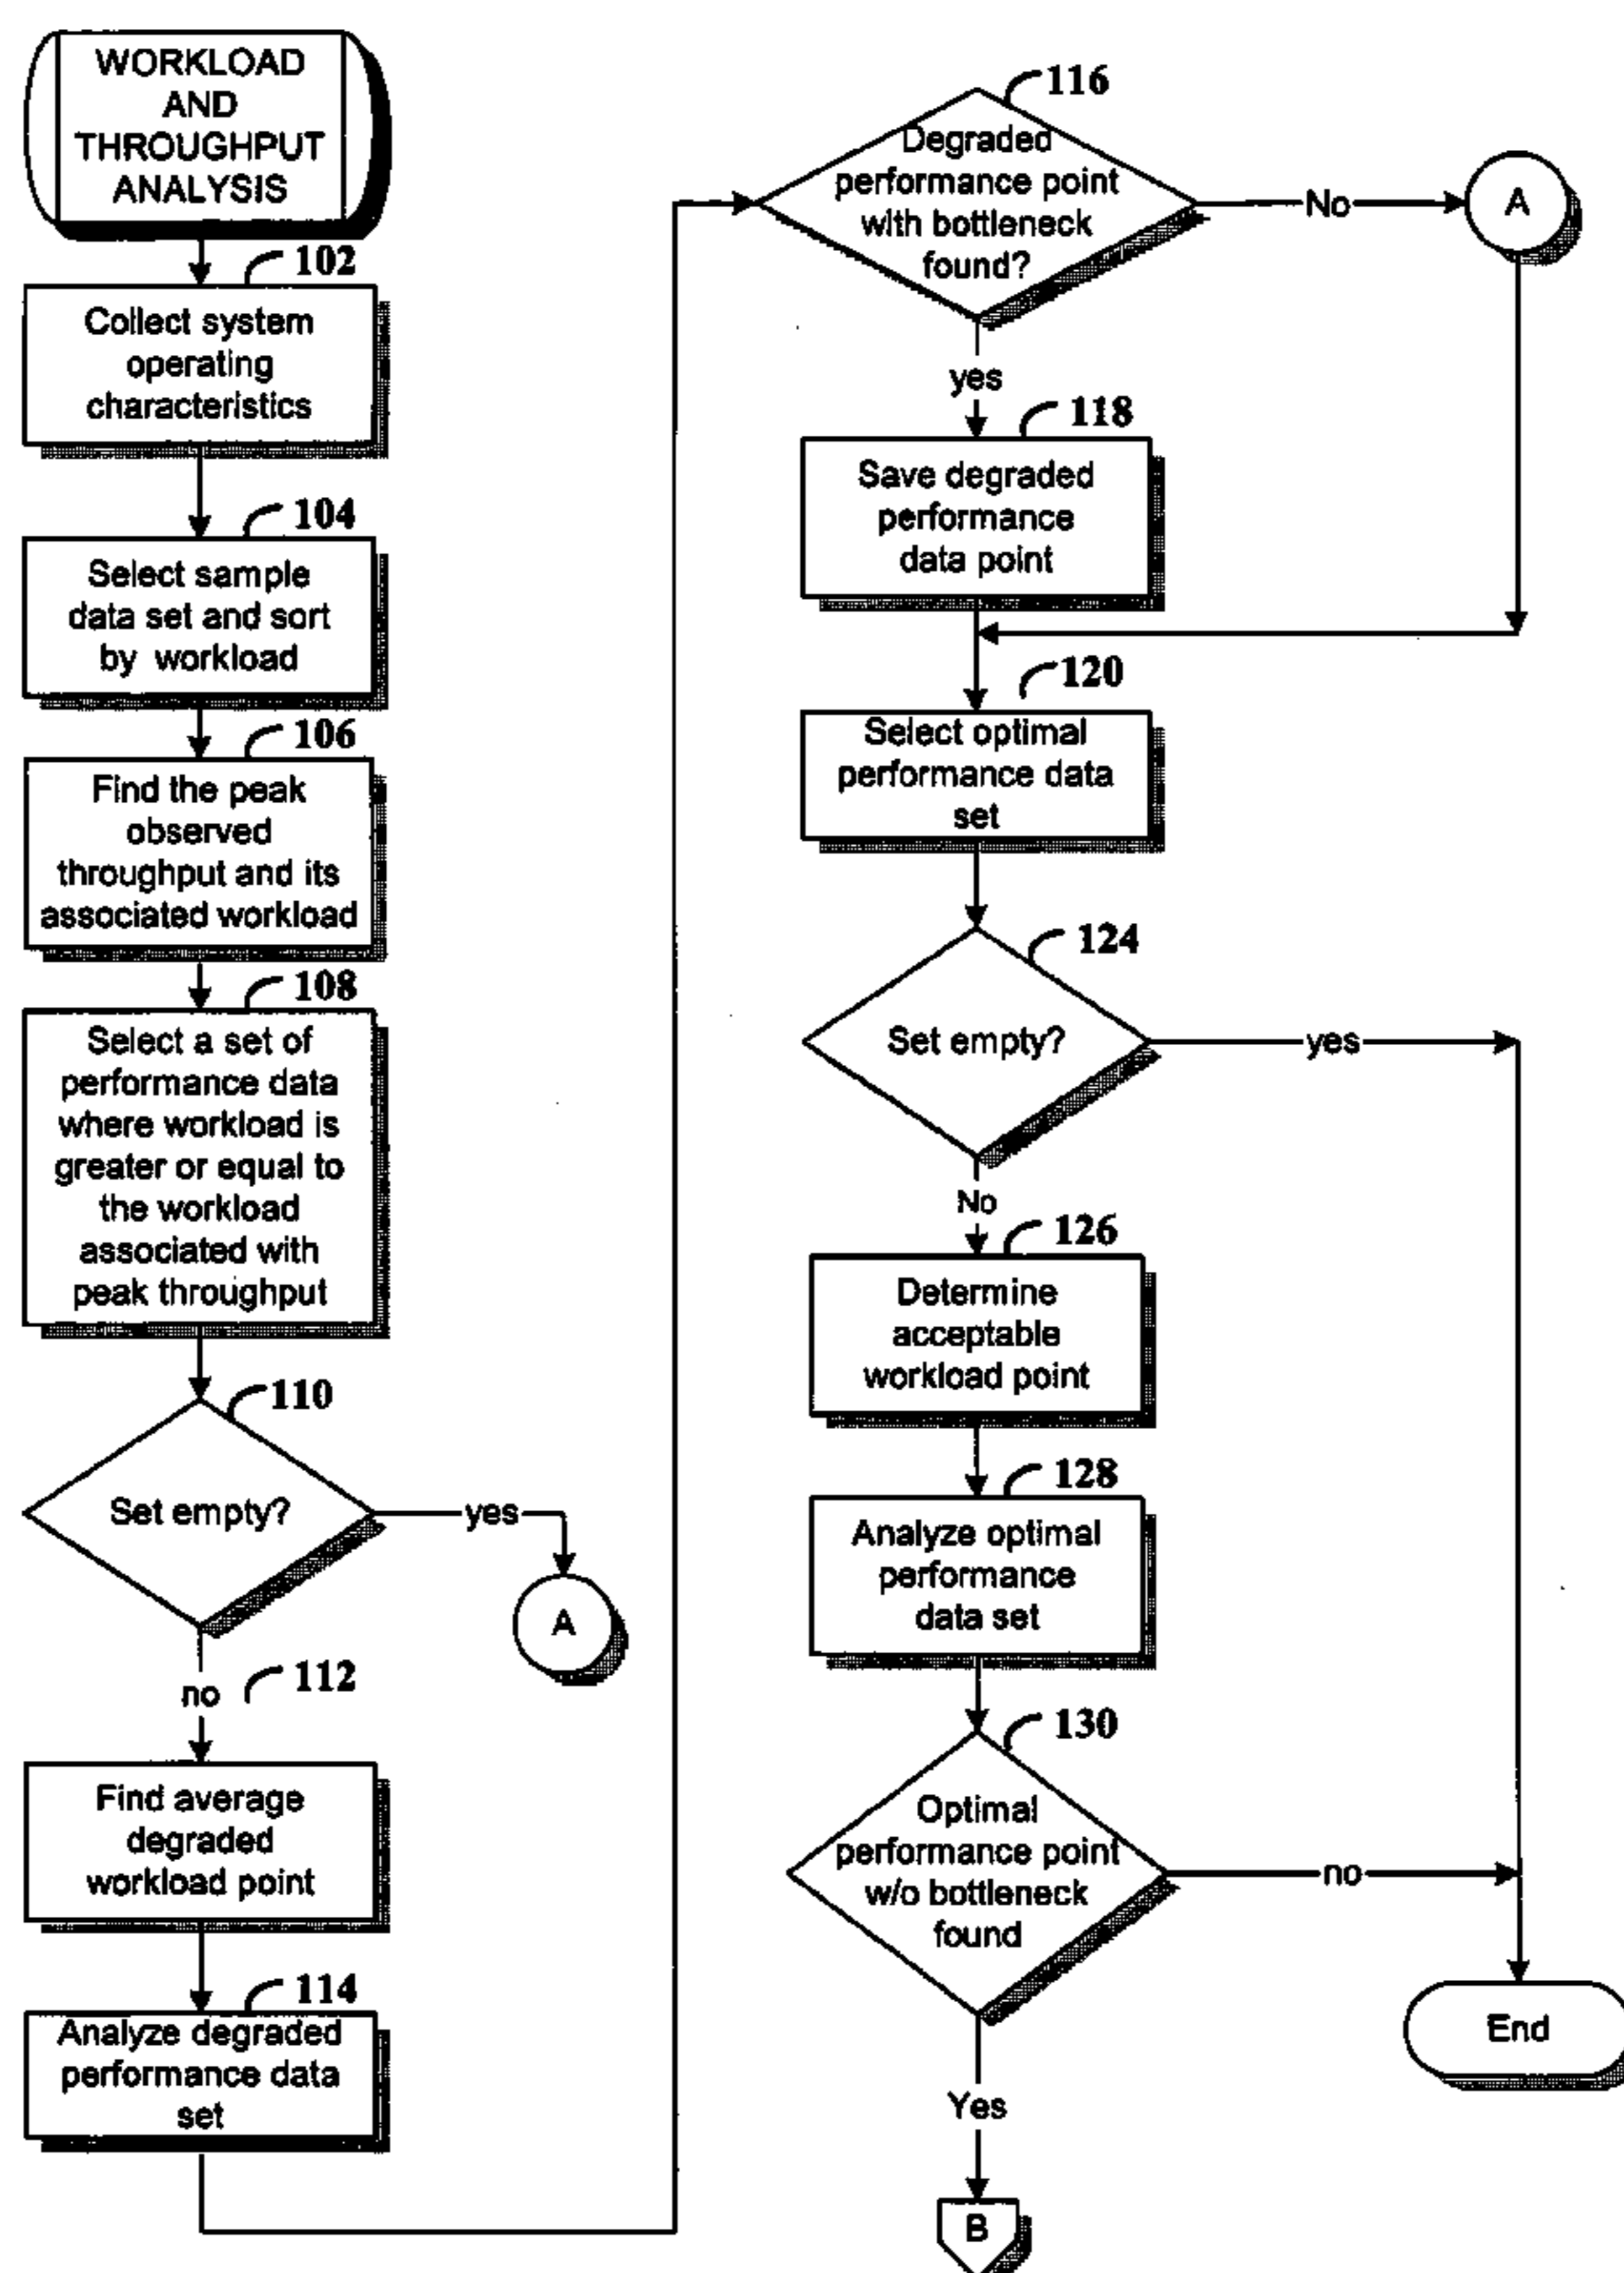 WORKLOAD
AND
THROUGHPUT
ANALYSIS
102
Collect system
operating
characteristics
104
Select sample
data set and sort
by workload
106
Find the peak
observed
throughput and its
associated workload
108
Select a set of
performance data
where workload is
greater or equal to
the workload
associated with
peak throughput
110
Set empty?
yes
A
no
112
Find average
degraded
workload point
114
Analyze degraded
performance data
set
116
Degraded
performance point
with bottleneck
found?
No
A
yes
118
Save degraded
performance
data point
120
Select optimal
performance data
set
124
Set empty?
yes
No
126
Determine
acceptable
workload point
128
Analyze optimal
performance
data set
130
Optimal
performance point
w/o bottleneck
found
no
End
Yes
B